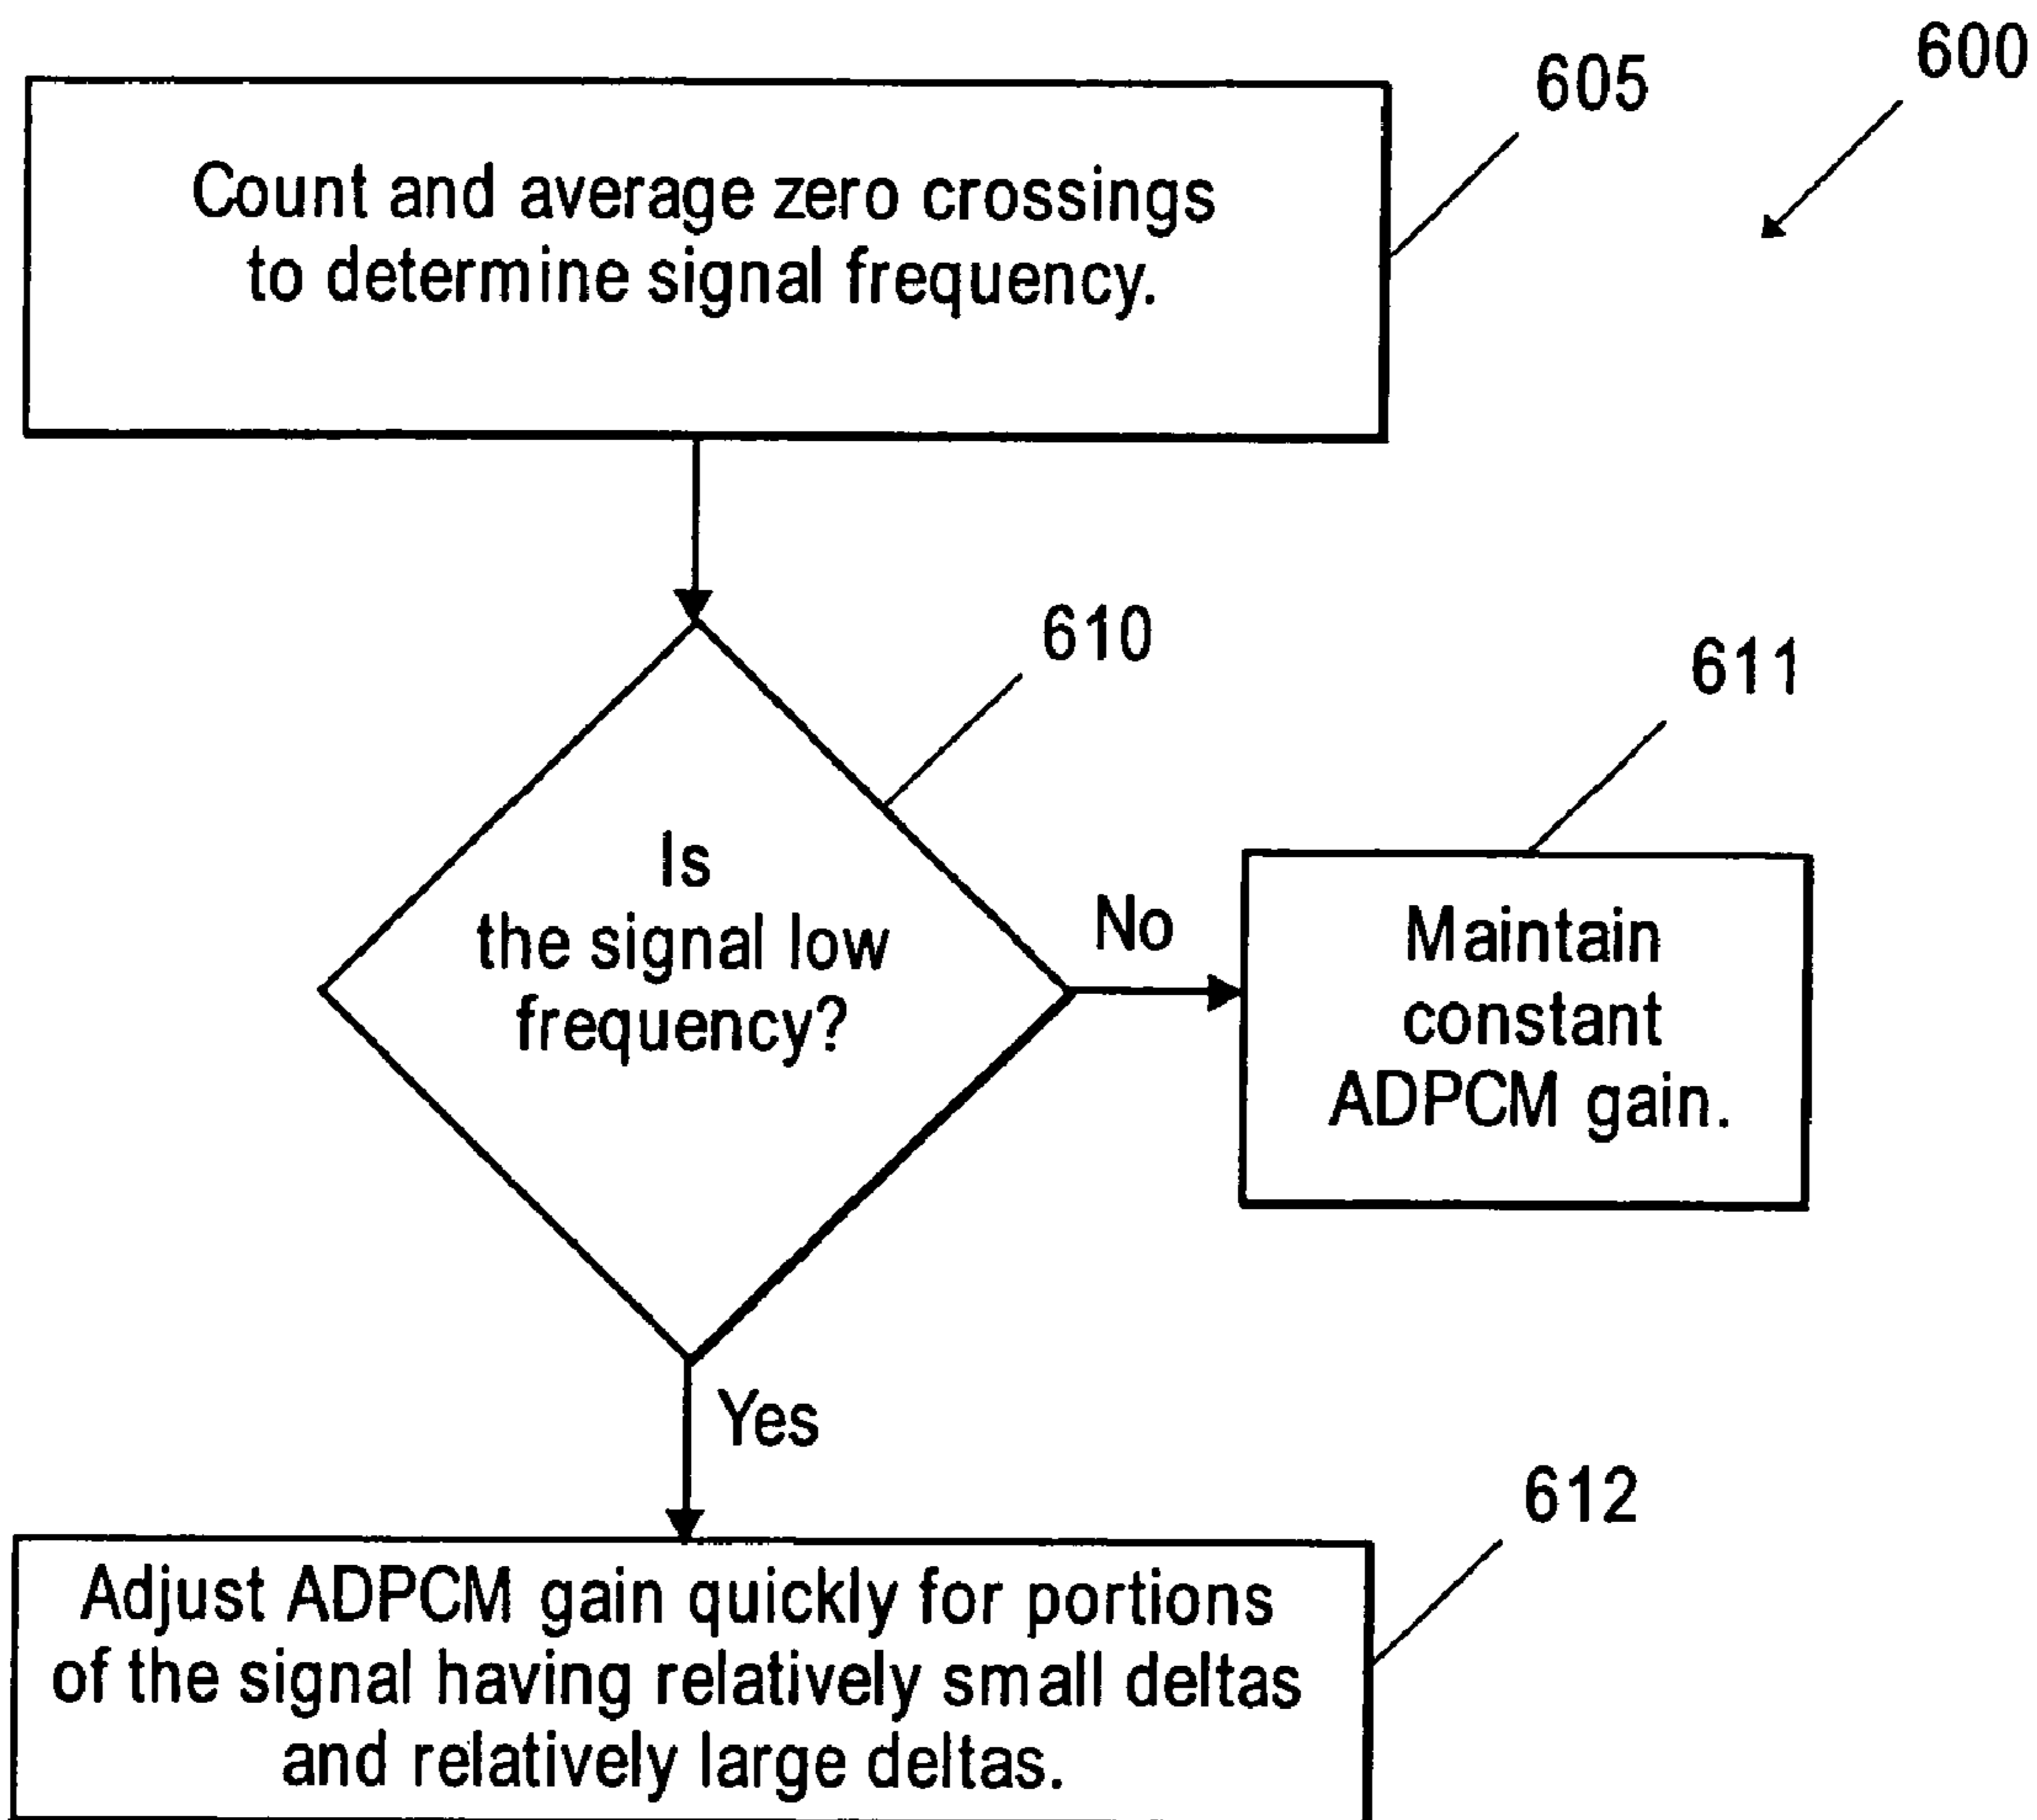 600
605
Count and average zero crossings
to determine signal frequency.
610
611
Is
the signal low
frequency?
No
Maintain
constant
ADPCM gain.
Yes
612
Adjust ADPCM gain quickly for portions
of the signal having relatively small deltas
and relatively large deltas.